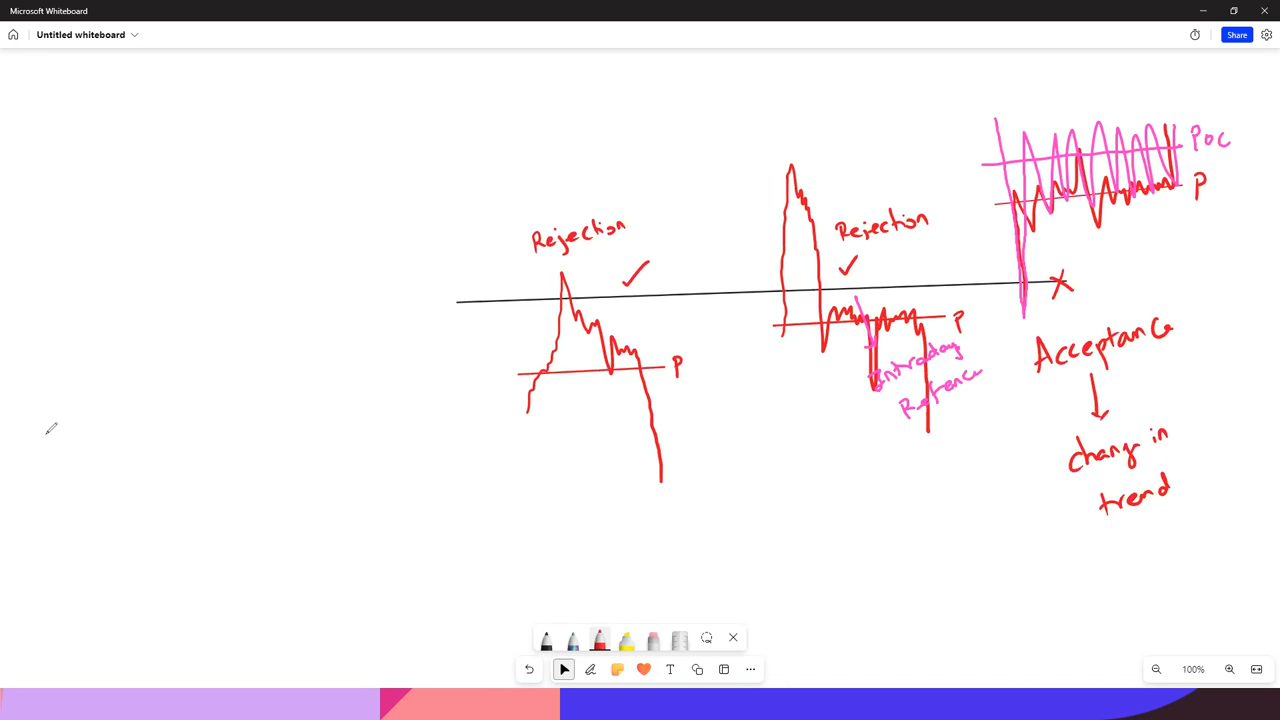 Microsoft Whiteboard
Untitled whiteboard
Share
POC
P
Rejection
Rejection
P
Intraday
Refrence
P
Acceptance
chang in
trend
100%